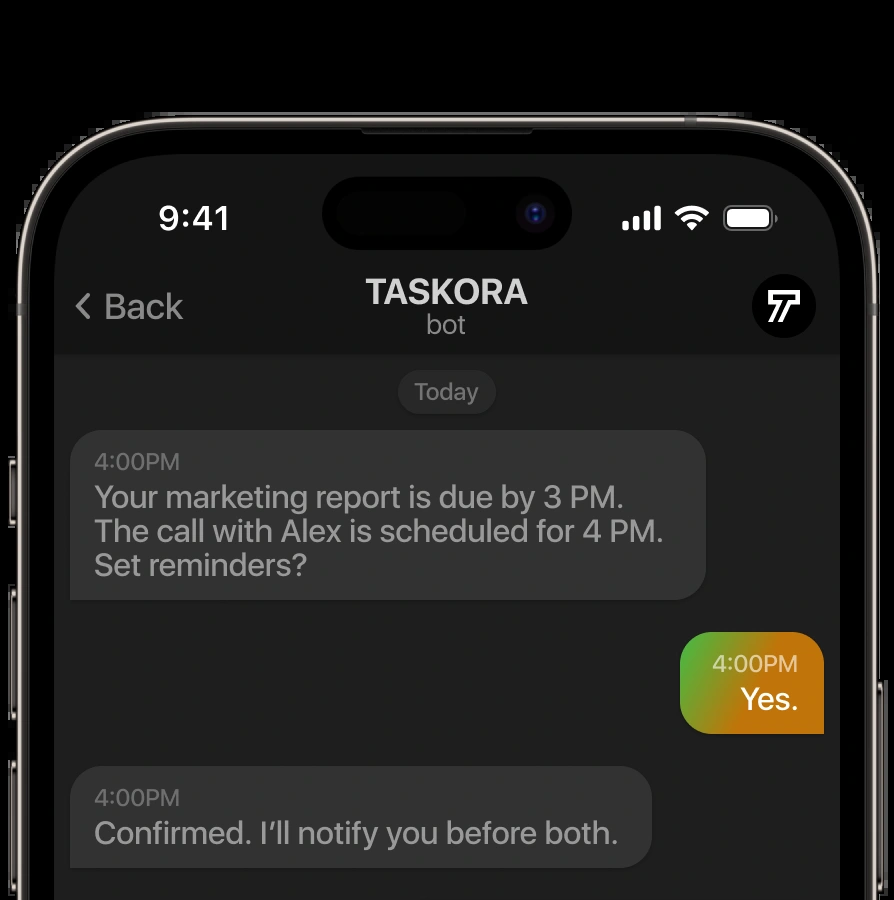 9:41
Back
TASKORA
bot
Today
4:00PM
Your marketing report is due by 3 PM.
The call with Alex is scheduled for 4 PM.
Set reminders?
4:00PM
Yes.
4:00PM
Confirmed. I’ll notify you before both.